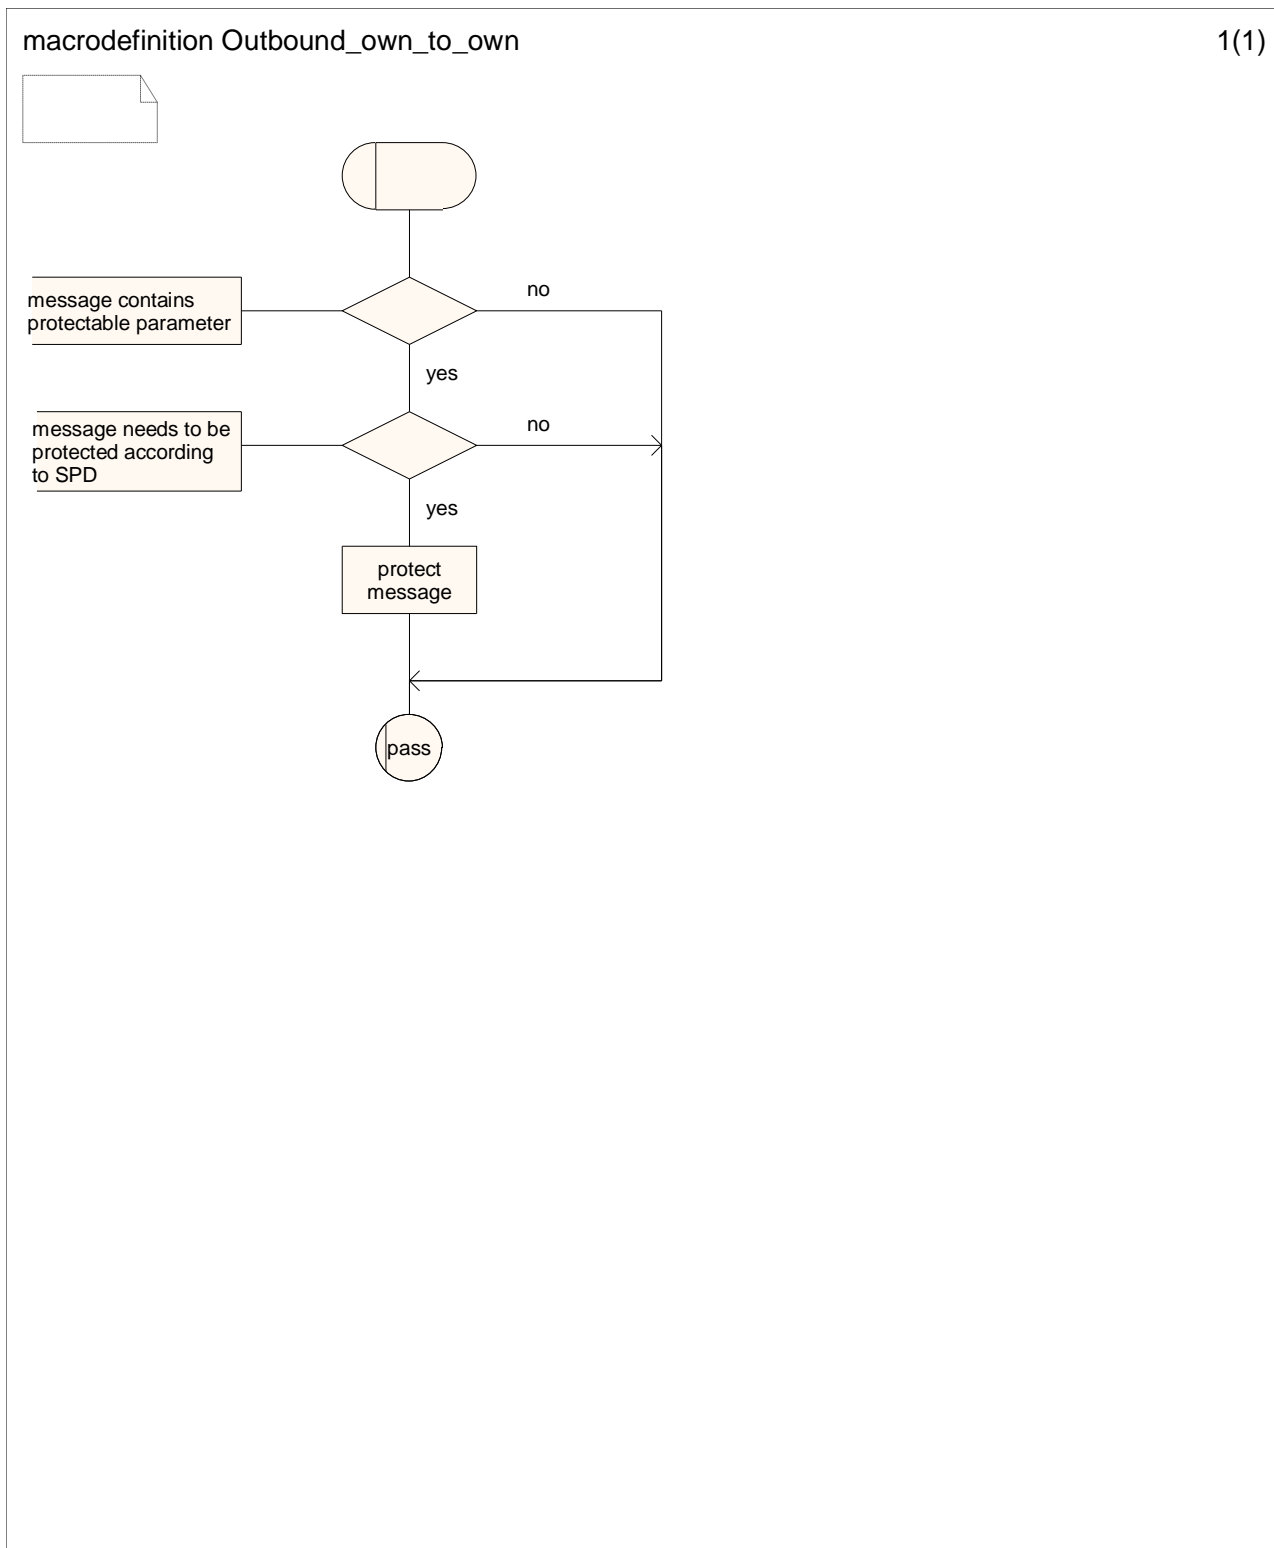 macrodefinition Outbound_own_to_own
1(1)
message contains
protectable parameter
no
yes
message needs to be
protected according
to SPD
no
yes
protect
message
pass